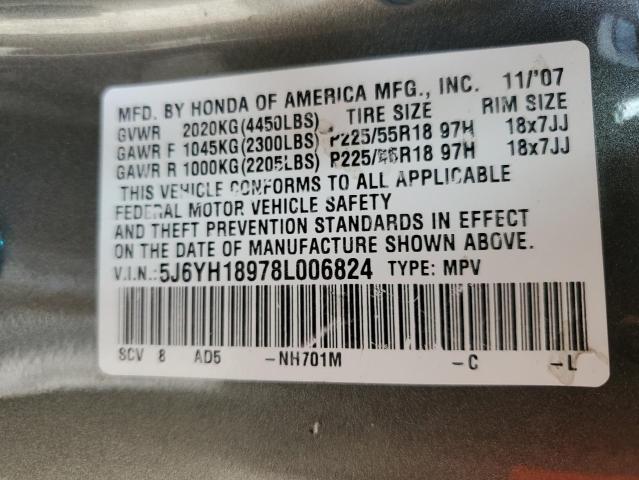 MFD. BY HONDA OF AMERICA MFG., INC. 11/'07
GVWR 2020KG(4450LBS) TIRE SIZE RIM SIZE
GAWR F 1045KG(2300LBS) P225/55R18 97H 18x7JJ
GAWR R 1000KG(2205LBS) P225/55R18 97H 18x7JJ
THIS VEHICLE CONFORMS TO ALL APPLICABLE
FEDERAL MOTOR VEHICLE SAFETY
AND THEFT PREVENTION STANDARDS IN EFFECT
ON THE DATE OF MANUFACTURE SHOWN ABOVE.
V.I.N.: 5J6YH18978L006824 TYPE: MPV
SCV 8 AD5 -NH701M -C -L